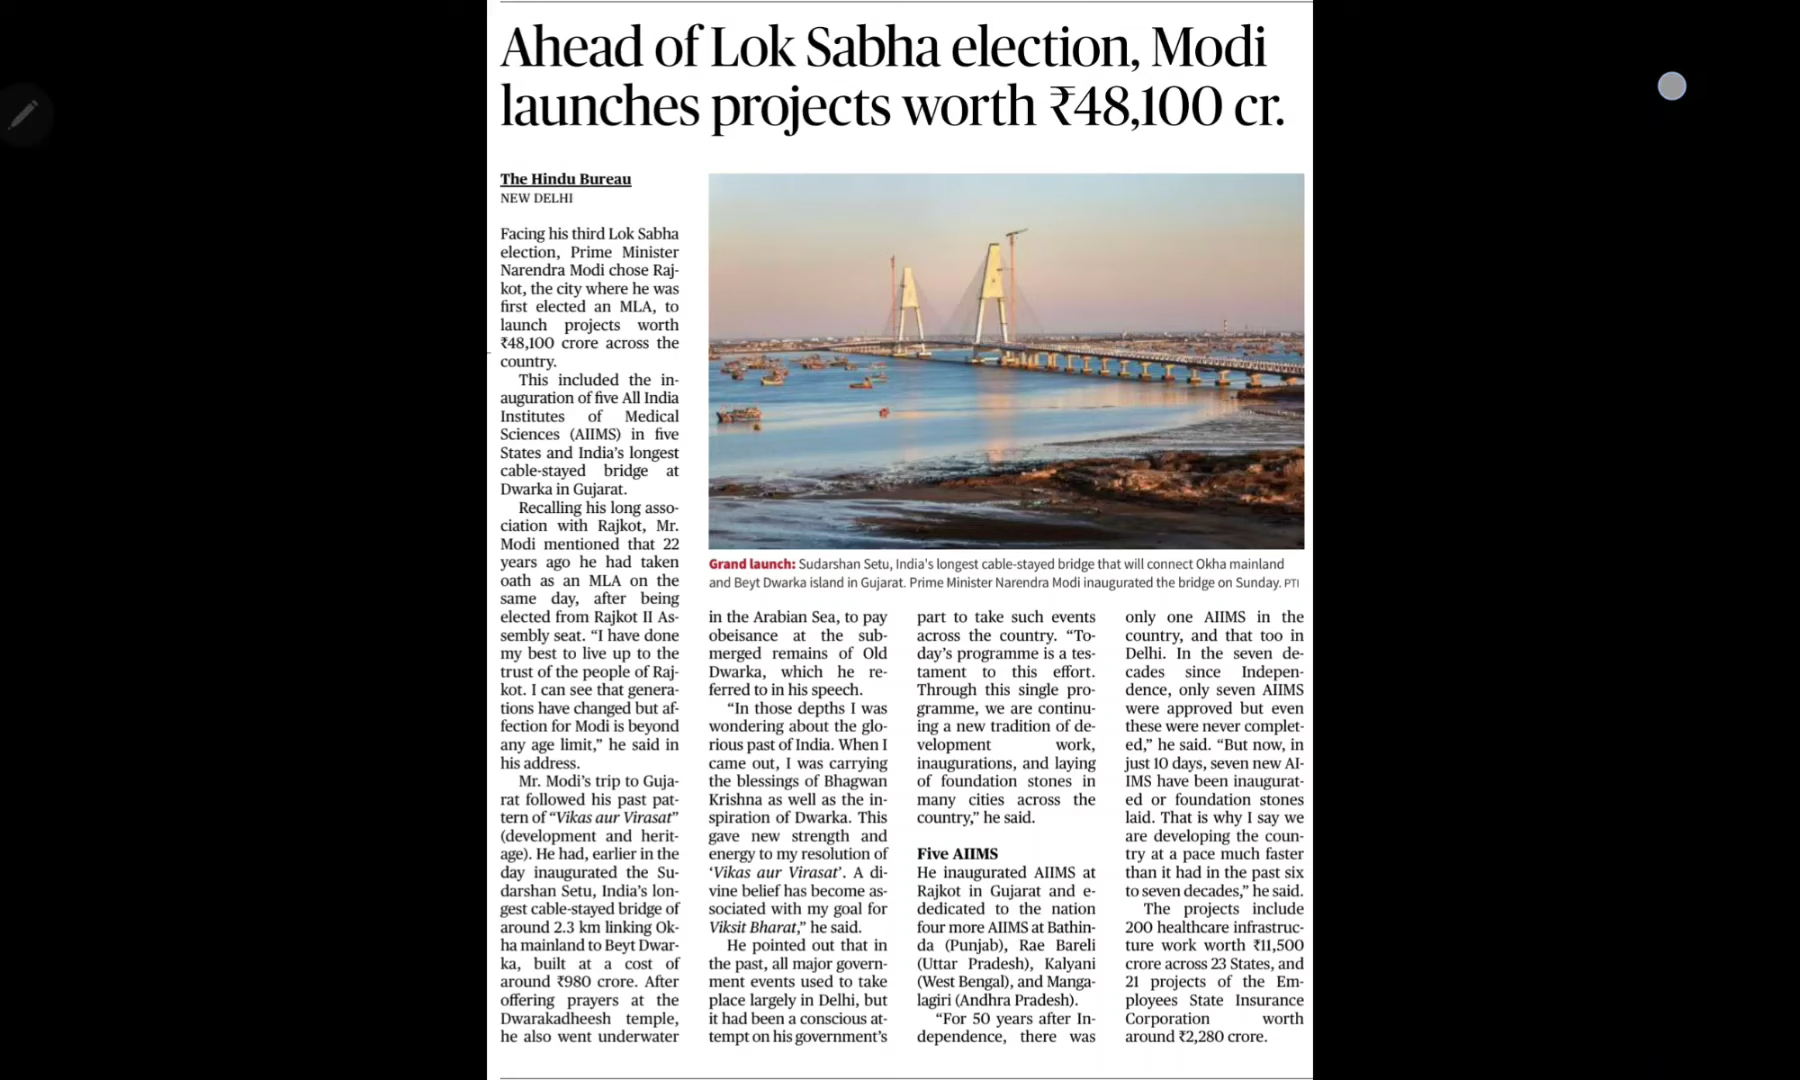 Ahead of Lok Sabha election, Modi
launches projects worth ₹48,100 cr.
The Hindu Bureau
NEW DELHI
Facing his third Lok Sabha
election, Prime Minister
Narendra Modi chose Raj-
kot, the city where he was
first elected an MLA, to
launch projects worth
₹48,100 crore across the
country.
This included the in-
auguration of five All India
Institutes of Medical
Sciences (AIIMS) in five
States and India's longest
cable-stayed bridge at
Dwarka in Gujarat.
Recalling his long asso-
ciation with Rajkot, Mr.
Modi mentioned that 22
years ago he had taken
oath as an MLA on the
same day, after being
elected from Rajkot II As-
sembly seat. “I have done
my best to live up to the
trust of the people of Raj-
kot. I can see that genera-
tions have changed but af-
fection for Modi is beyond
any age limit,” he said in
his address.
Mr. Modi's trip to Guja-
rat followed his past pat-
tern of “Vikas aur Virasat”
(development and herit-
age). He had, earlier in the
day inaugurated the Su-
darshan Setu, India's lon-
gest cable-stayed bridge of
around 2.3 km linking Ok-
ha mainland to Beyt Dwar-
ka, built at a cost of
around ₹980 crore. After
offering prayers at the
Dwarakadheesh temple,
he also went underwater
Grand launch: Sudarshan Setu, India's longest cable-stayed bridge that will connect Okha mainland
and Beyt Dwarka island in Gujarat. Prime Minister Narendra Modi inaugurated the bridge on Sunday. PTI
in the Arabian Sea, to pay
obeisance at the sub-
merged remains of Old
Dwarka, which he re-
ferred to in his speech.
“In those depths I was
wondering about the glo-
rious past of India. When I
came out, I was carrying
the blessings of Bhagwan
Krishna as well as the in-
spiration of Dwarka. This
gave new strength and
energy to my resolution of
‘Vikas aur Virasat’. A di-
vine belief has become as-
sociated with my goal for
Viksit Bharat,” he said.
He pointed out that in
the past, all major govern-
ment events used to take
place largely in Delhi, but
it had been a conscious at-
tempt on his government's
part to take such events
across the country. “To-
day's programme is a tes-
tament to this effort.
Through this single pro-
gramme, we are continu-
ing a new tradition of de-
velopment work,
inaugurations, and laying
of foundation stones in
many cities across the
country,” he said.
Five AIIMS
He inaugurated AIIMS at
Rajkot in Gujarat and e-
dedicated to the nation
four more AIIMS at Bathin-
da (Punjab), Rae Bareli
(Uttar Pradesh), Kalyani
(West Bengal), and Manga-
lagiri (Andhra Pradesh).
“For 50 years after In-
dependence, there was
only one AIIMS in the
country, and that too in
Delhi. In the seven de-
cades since Indepen-
dence, only seven AIIMS
were approved but even
these were never complet-
ed,” he said. “But now, in
just 10 days, seven new AI-
IMS have been inaugurat-
ed or foundation stones
laid. That is why I say we
are developing the coun-
try at a pace much faster
than it had in the past six
to seven decades,” he said.
The projects include
200 healthcare infrastruc-
ture work worth ₹11,500
crore across 23 States, and
21 projects of the Em-
ployees State Insurance
Corporation worth
around ₹2,280 crore.